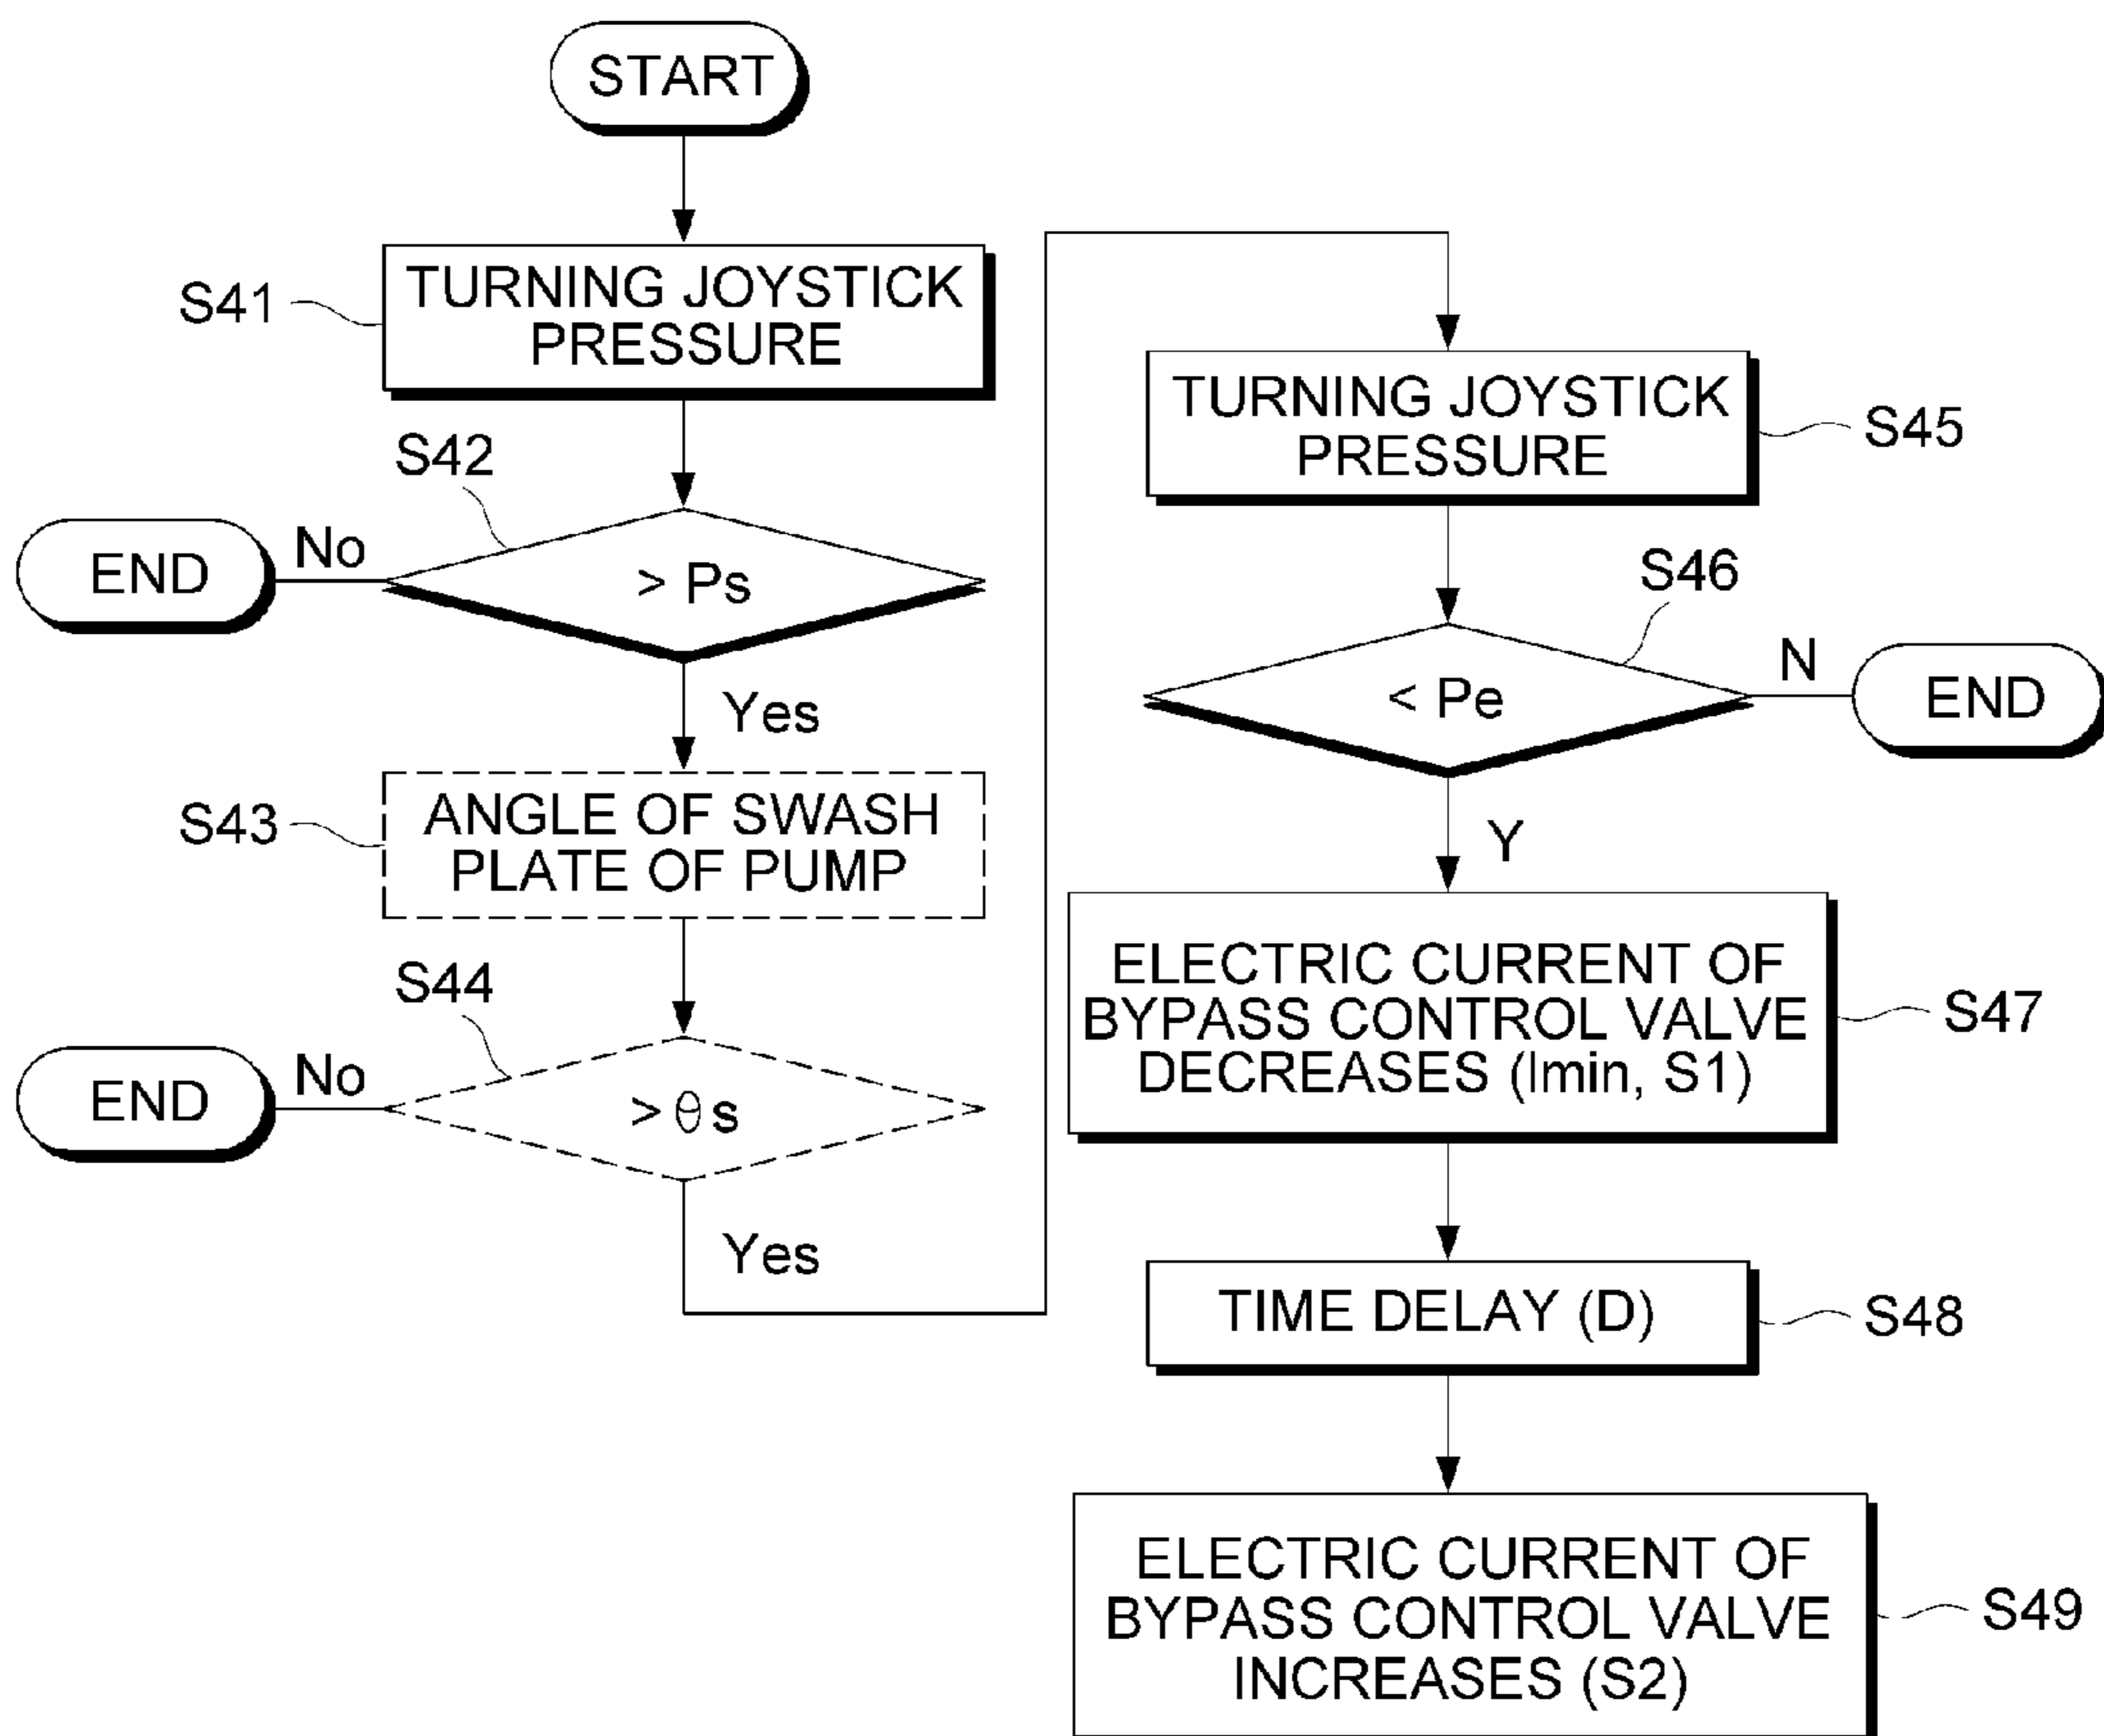 START
S41
TURNING JOYSTICK
PRESSURE
S42
END
No
> Ps
Yes
S43
ANGLE OF SWASH
PLATE OF PUMP
S44
END
No
> θs
Yes
TURNING JOYSTICK
PRESSURE
S45
S46
< Pe
N
END
Y
ELECTRIC CURRENT OF
BYPASS CONTROL VALVE
DECREASES (Imin, S1)
S47
TIME DELAY (D)
S48
ELECTRIC CURRENT OF
BYPASS CONTROL VALVE
INCREASES (S2)
S49